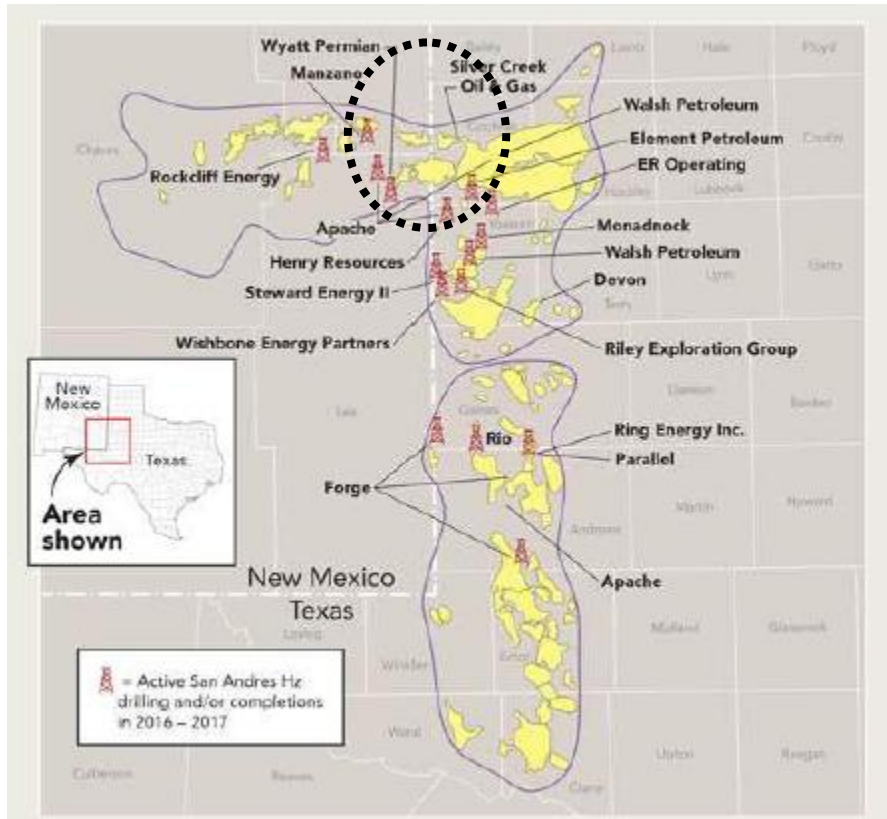 Wyatt Permian
Manzano
Silver Creek
Oil & Gas
Bailey
Lamb
Hale
Floyd
Walsh Petroleum
Element Petroleum
ER Operating
Chaves
Rockcliff Energy
Crosby
Hockley
Lubbock
Apache
Henry Resources
Steward Energy II
Wishbone Energy Partners
Yoakum
Monadnock
Walsh Petroleum
Devon
Terry
Lynn
Garza
Riley Exploration Group
New
Mexico
Texas
Area
shown
Lea
Gaines
Dawson
Borden
Rio
Ring Energy Inc.
Parallel
Forge
Martin
Howard
Andrews
Apache
New Mexico
Texas
Loving
Winkler
Ector
Midland
Glasscock
= Active San Andres Hz
drilling and/or completions
in 2016 – 2017
Ward
Crane
Upton
Reagan
Culberson
Reeves